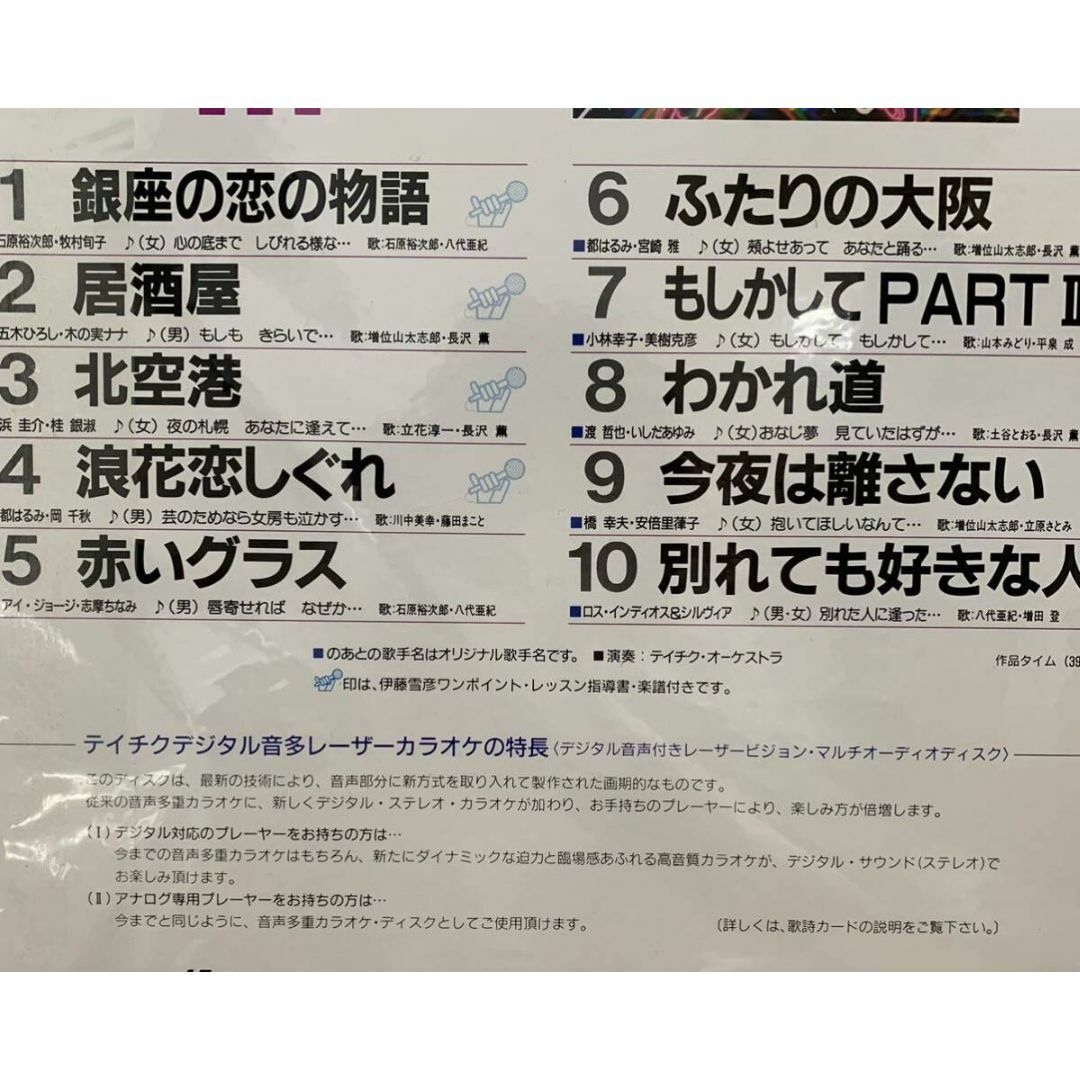 1 銀座の恋の物語
石原裕次郎・牧村旬子 ♪(女) 心の底まで しびれる様な… 歌:石原裕次郎・八代亜紀
2 居酒屋
五木ひろし・木の実ナナ ♪(男) もしも きらいで… 歌:増位山太志郎・長沢 薫
3 北空港
浜 圭介・桂 銀淑 ♪(女) 夜の札幌 あなたに逢えて… 歌:立花淳一・長沢 薫
4 浪花恋しぐれ
都はるみ・岡 千秋 ♪(男) 芸のためなら女房も泣かす… 歌:川中美幸・藤田まこと
5 赤いグラス
アイ・ジョージ・志摩ちなみ ♪(男) 唇寄せれば なぜか… 歌:石原裕次郎・八代亜紀
6 ふたりの大阪
■都はるみ・宮崎 雅 ♪(女) 頰よせあって あなたと踊る… 歌:増位山太志郎・長沢 薫
7 もしかして PART Ⅱ
■小林幸子・美樹克彦 ♪(女) もしかして もしかして… 歌:山本みどり・平泉 成
8 わかれ道
■渡 哲也・いしだあゆみ ♪(女)おなじ夢 見ていたはずが… 歌:土谷とおる・長沢 薫
9 今夜は離さない
■橋 幸夫・安倍里葎子 ♪(女) 抱いてほしいなんて… 歌:増位山太志郎・立原さとみ
10 別れても好きな人
■ロス・インディオス&シルヴィア ♪(男・女) 別れた人に逢った… 歌:八代亜紀・増田 登
■のあとの歌手名はオリジナル歌手名です。 ■演奏:テイチク・オーケストラ
作品タイム(39
印は、伊藤雪彦ワンポイント・レッスン指導書・楽譜付きです。
テイチクデジタル音多レーザーカラオケの特長〈デジタル音声付きレーザービジョン・マルチオーディオディスク〉
このディスクは、最新の技術により、音声部分に新方式を取り入れて製作された画期的なものです。
従来の音声多重カラオケに、新しくデジタル・ステレオ・カラオケが加わり、お手持ちのプレーヤーにより、楽しみ方が倍増します。
(Ⅰ)デジタル対応のプレーヤーをお持ちの方は…
今までの音声多重カラオケはもちろん、新たにダイナミックな迫力と臨場感あふれる高音質カラオケが、デジタル・サウンド(ステレオ)で
お楽しみ頂けます。
(Ⅱ)アナログ専用プレーヤーをお持ちの方は…
今までと同じように、音声多重カラオケ・ディスクとしてご使用頂けます。
(詳しくは、歌詩カードの説明をご覧下さい。)